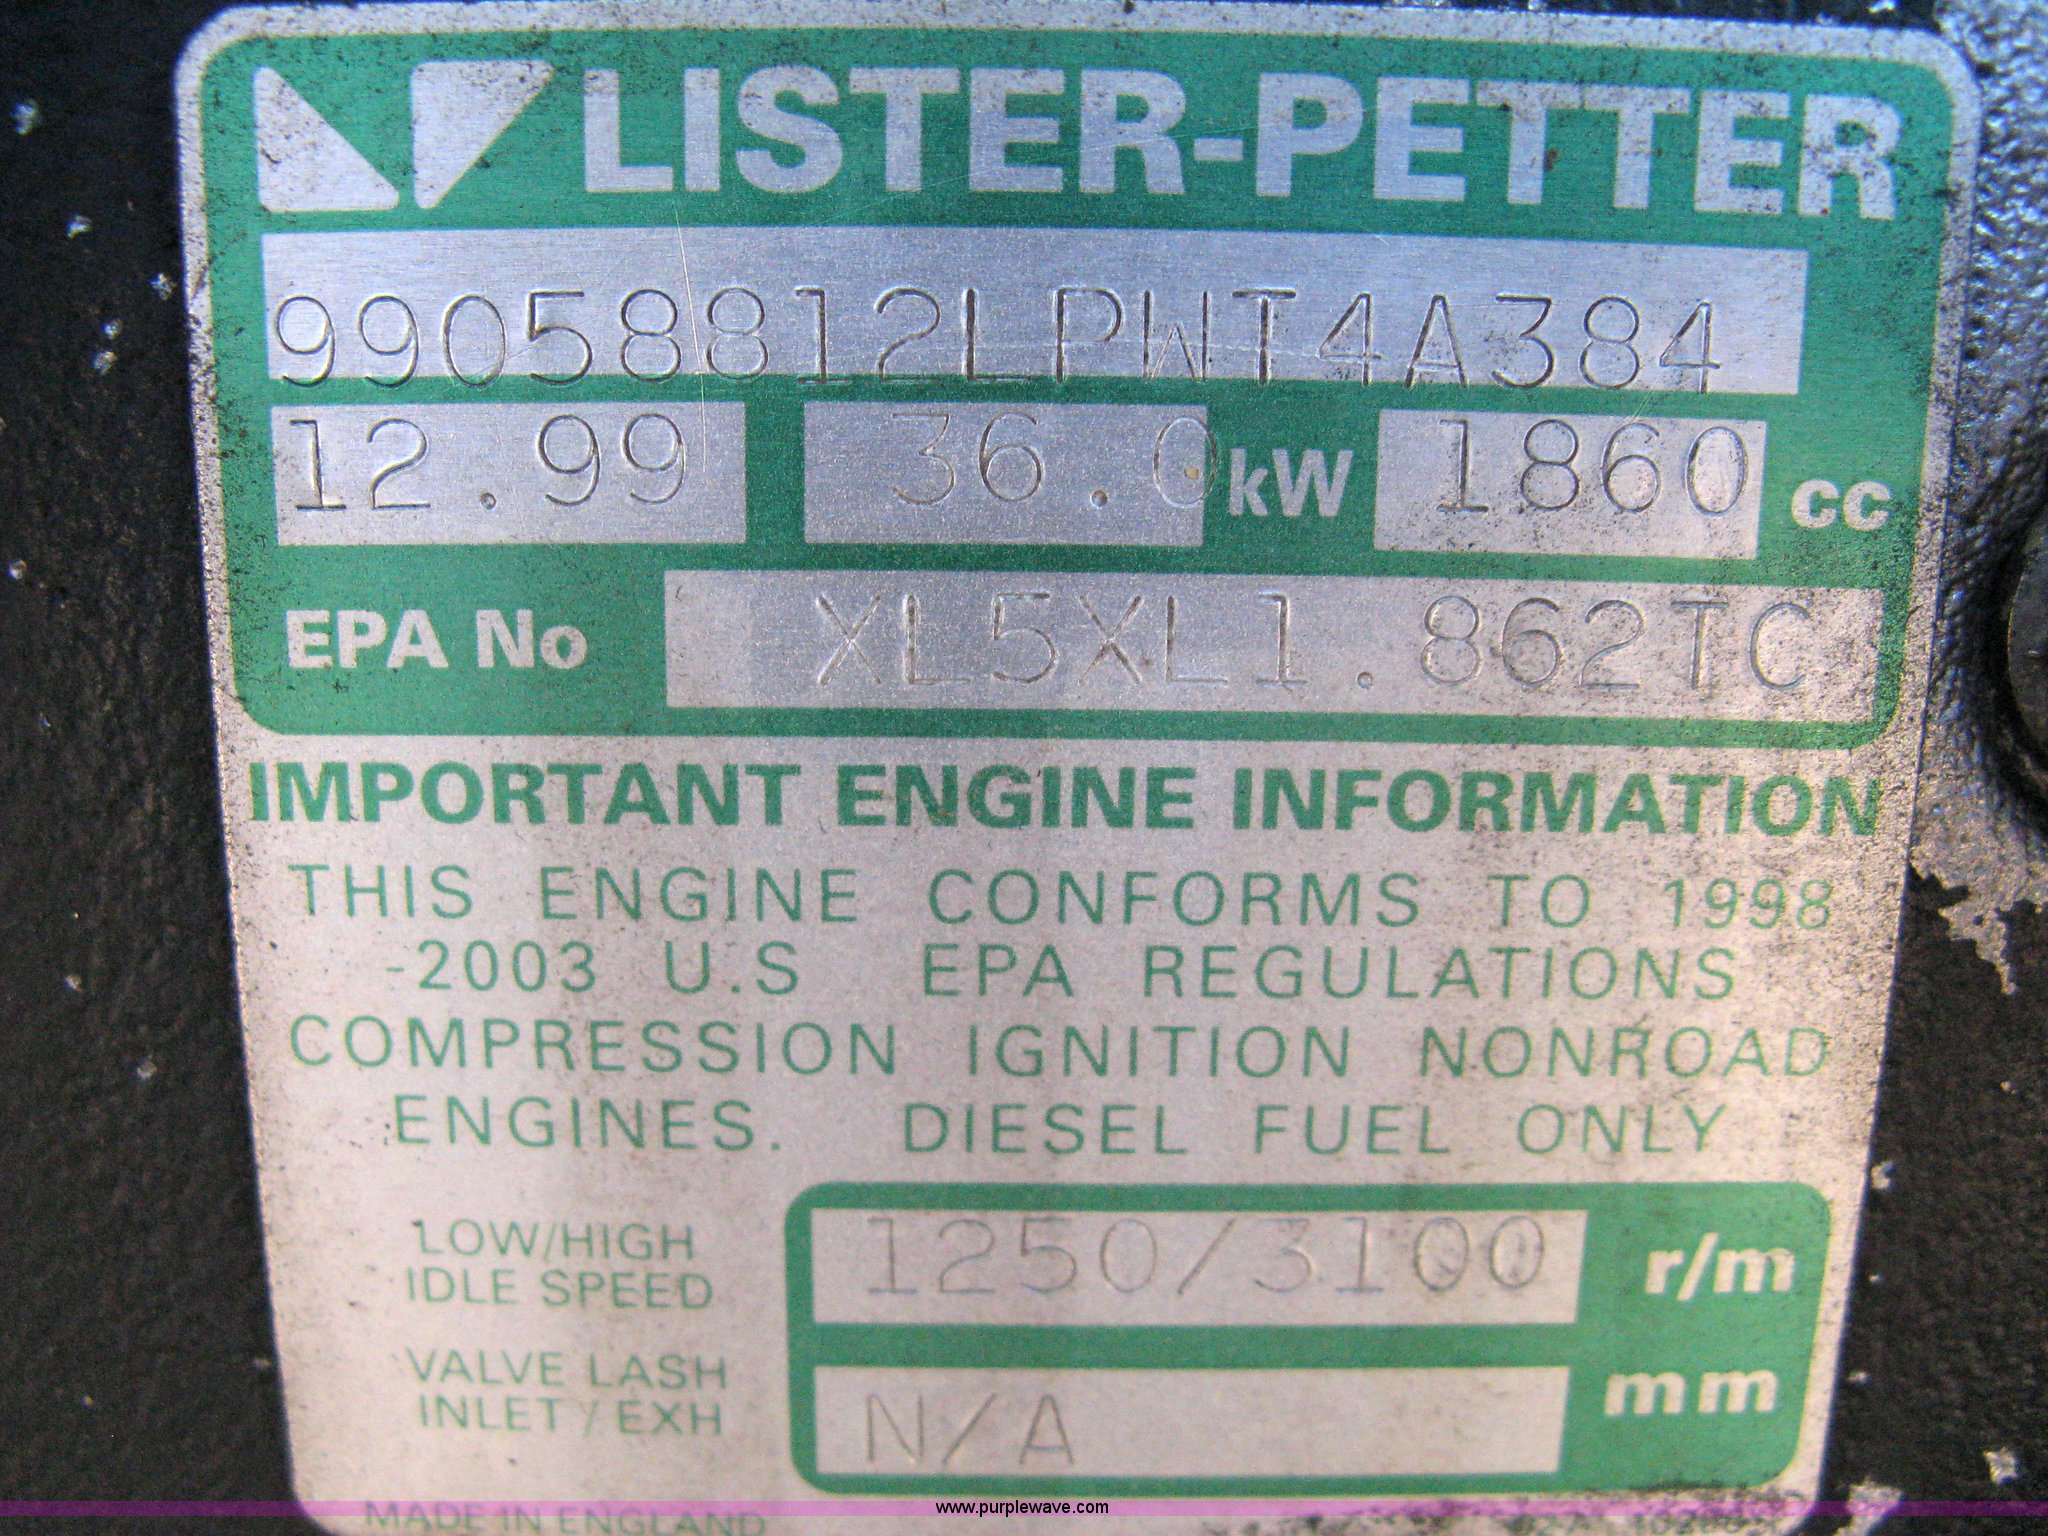 LISTER-PETTER
99058812LPWT4A384
12.99 36.0 kW 1860 cc
EPA No XL5XL1.862TC
IMPORTANT ENGINE INFORMATION
THIS ENGINE CONFORMS TO 1998
-2003 U.S EPA REGULATIONS
COMPRESSION IGNITION NONROAD
ENGINES. DIESEL FUEL ONLY
LOW/HIGH
IDLE SPEED
1250/3100 r/m
VALVE LASH
INLET/EXH
N/A mm
MADE IN ENGLAND
www.purplewave.com